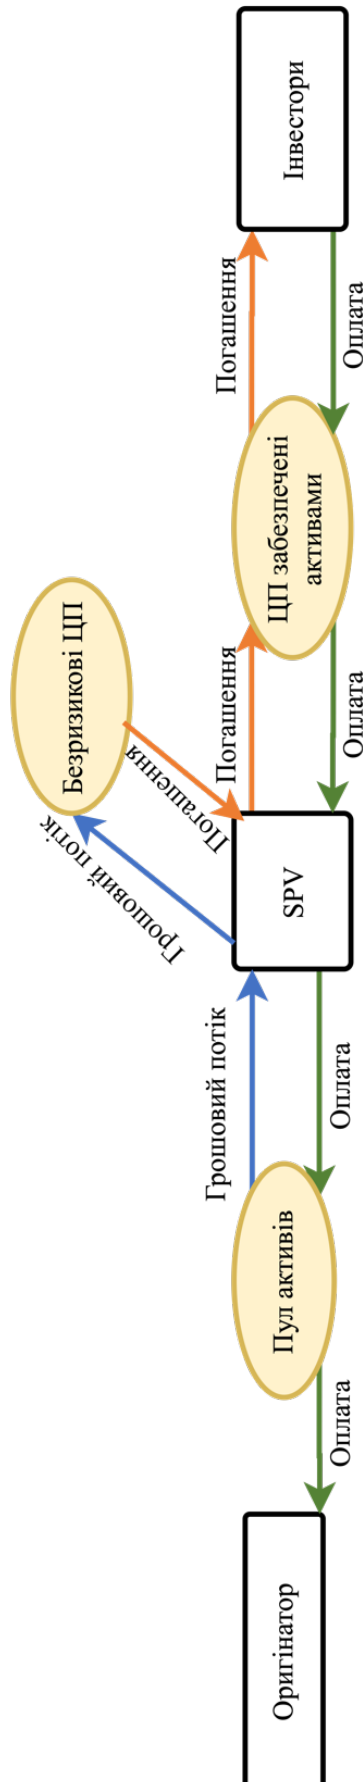 Безризикові ЦП
Грошовий потік
Погашення
Грошовий потік
Погашення
Погашення
Оригінатор
Пул активів
SPV
ЦП забезпечені
активами
Інвестори
Оплата
Оплата
Оплата
Оплата